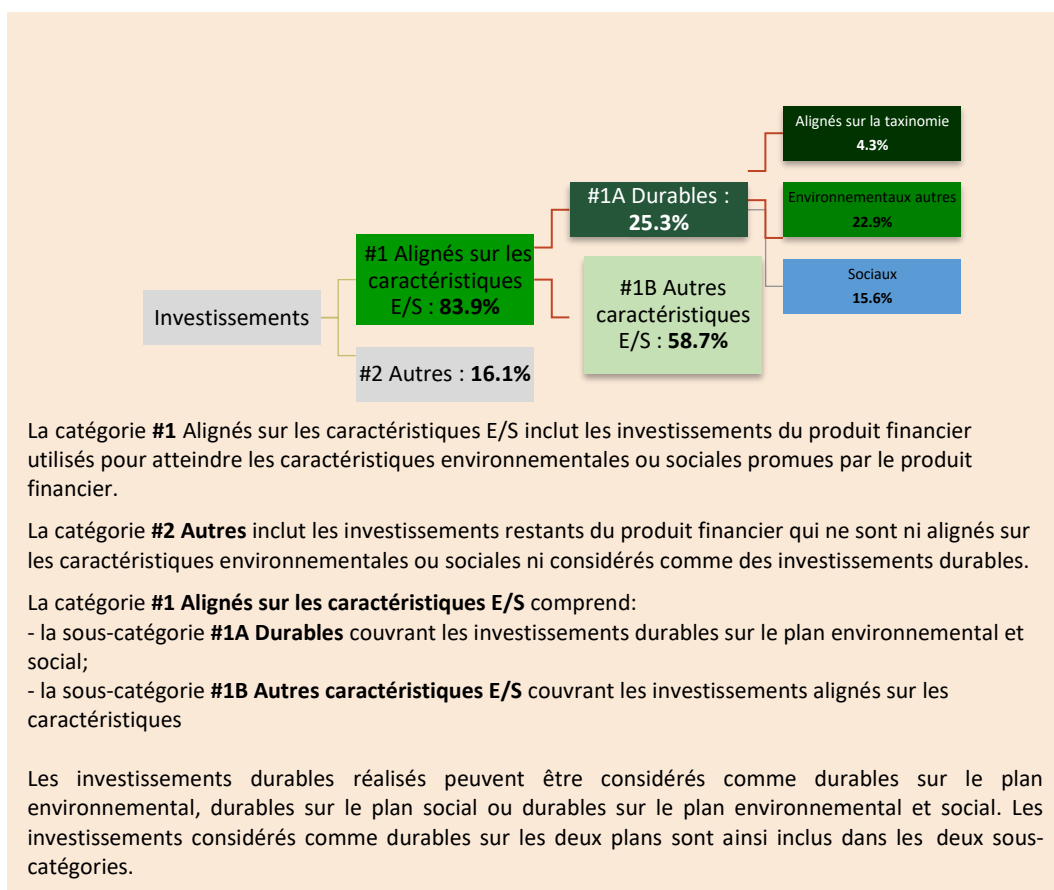 Alignés sur la taxinomie
4.3%
#1A Durables :
25.3%
Environnementaux autres
22.9%
#1 Alignés sur les
caractéristiques
E/S : 83.9%
Sociaux
15.6%
#1B Autres
caractéristiques
E/S : 58.7%
Investissements
#2 Autres : 16.1%
La catégorie #1 Alignés sur les caractéristiques E/S inclut les investissements du produit financier
utilisés pour atteindre les caractéristiques environnementales ou sociales promues par le produit
financier.
La catégorie #2 Autres inclut les investissements restants du produit financier qui ne sont ni alignés sur
les caractéristiques environnementales ou sociales ni considérés comme des investissements durables.
La catégorie #1 Alignés sur les caractéristiques E/S comprend:
- la sous-catégorie #1A Durables couvrant les investissements durables sur le plan environnemental et
social;
- la sous-catégorie #1B Autres caractéristiques E/S couvrant les investissements alignés sur les
caractéristiques
Les investissements durables réalisés peuvent être considérés comme durables sur le plan
environnemental, durables sur le plan social ou durables sur le plan environnemental et social. Les
investissements considérés comme durables sur les deux plans sont ainsi inclus dans les deux sous-
catégories.